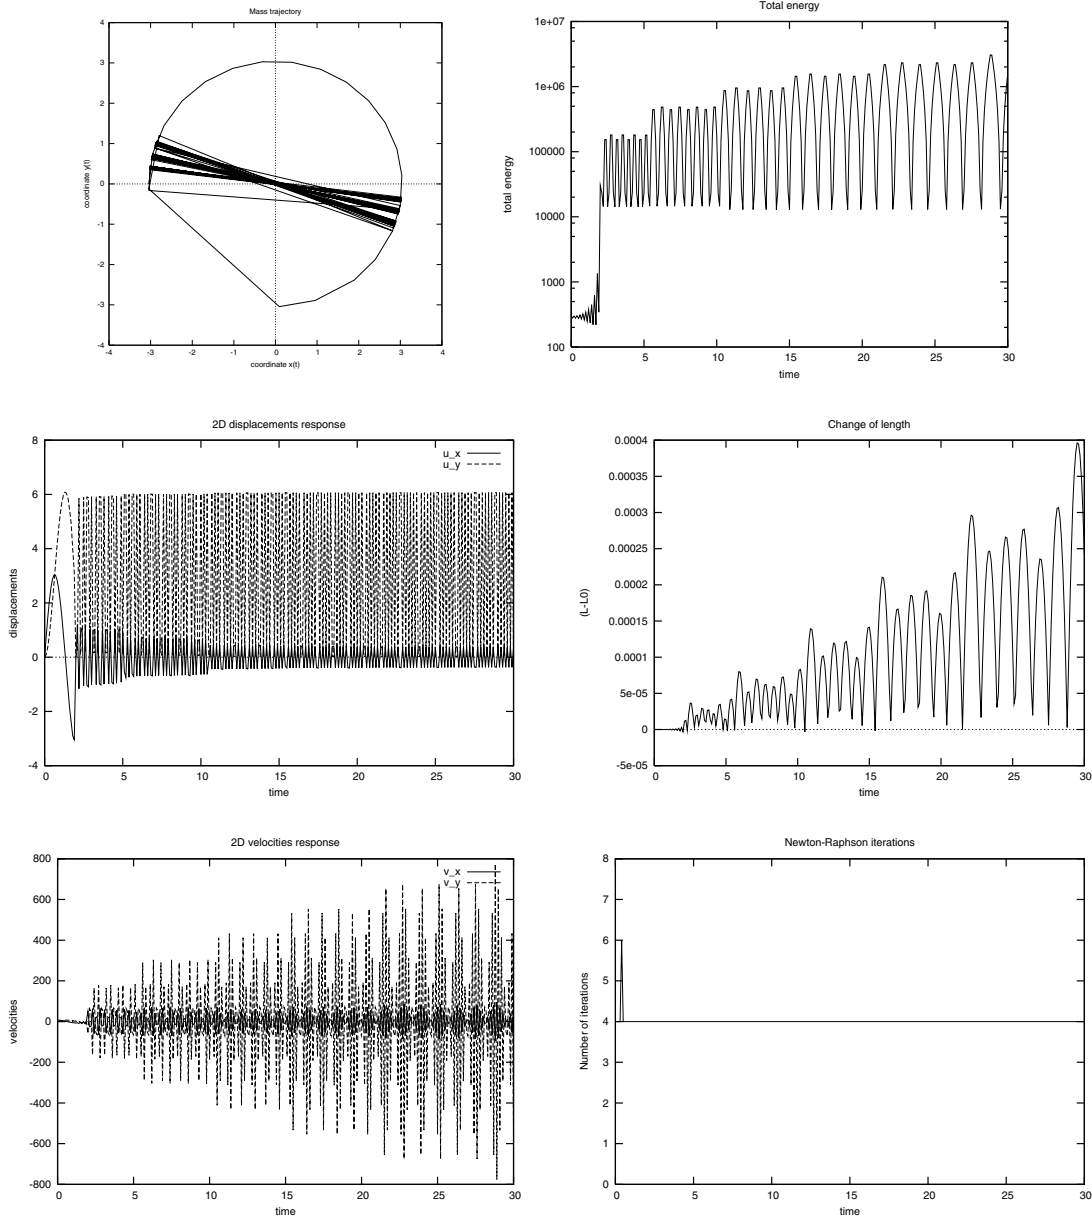 Mass trajectory
4
3
2
1
0
-1
-2
-3
-4
-4 -3 -2 -1 0 1 2 3 4
coordinate y(t)
coordinate x(t)
Total energy
1e+07
1e+06
100000
10000
1000
100
0 5 10 15 20 25 30
total energy
time
2D displacements response
u_x
u_y
8
6
4
2
0
-2
-4
0 5 10 15 20 25 30
displacements
time
Change of length
0.0004
0.00035
0.0003
0.00025
0.0002
0.00015
0.0001
5e-05
0
-5e-05
0 5 10 15 20 25 30
(L-L0)
time
2D velocities response
v_x
v_y
800
600
400
200
0
-200
-400
-600
-800
0 5 10 15 20 25 30
velocities
time
Newton-Raphson iterations
8
7
6
5
4
3
2
1
0
0 5 10 15 20 25 30
Number of iterations
time